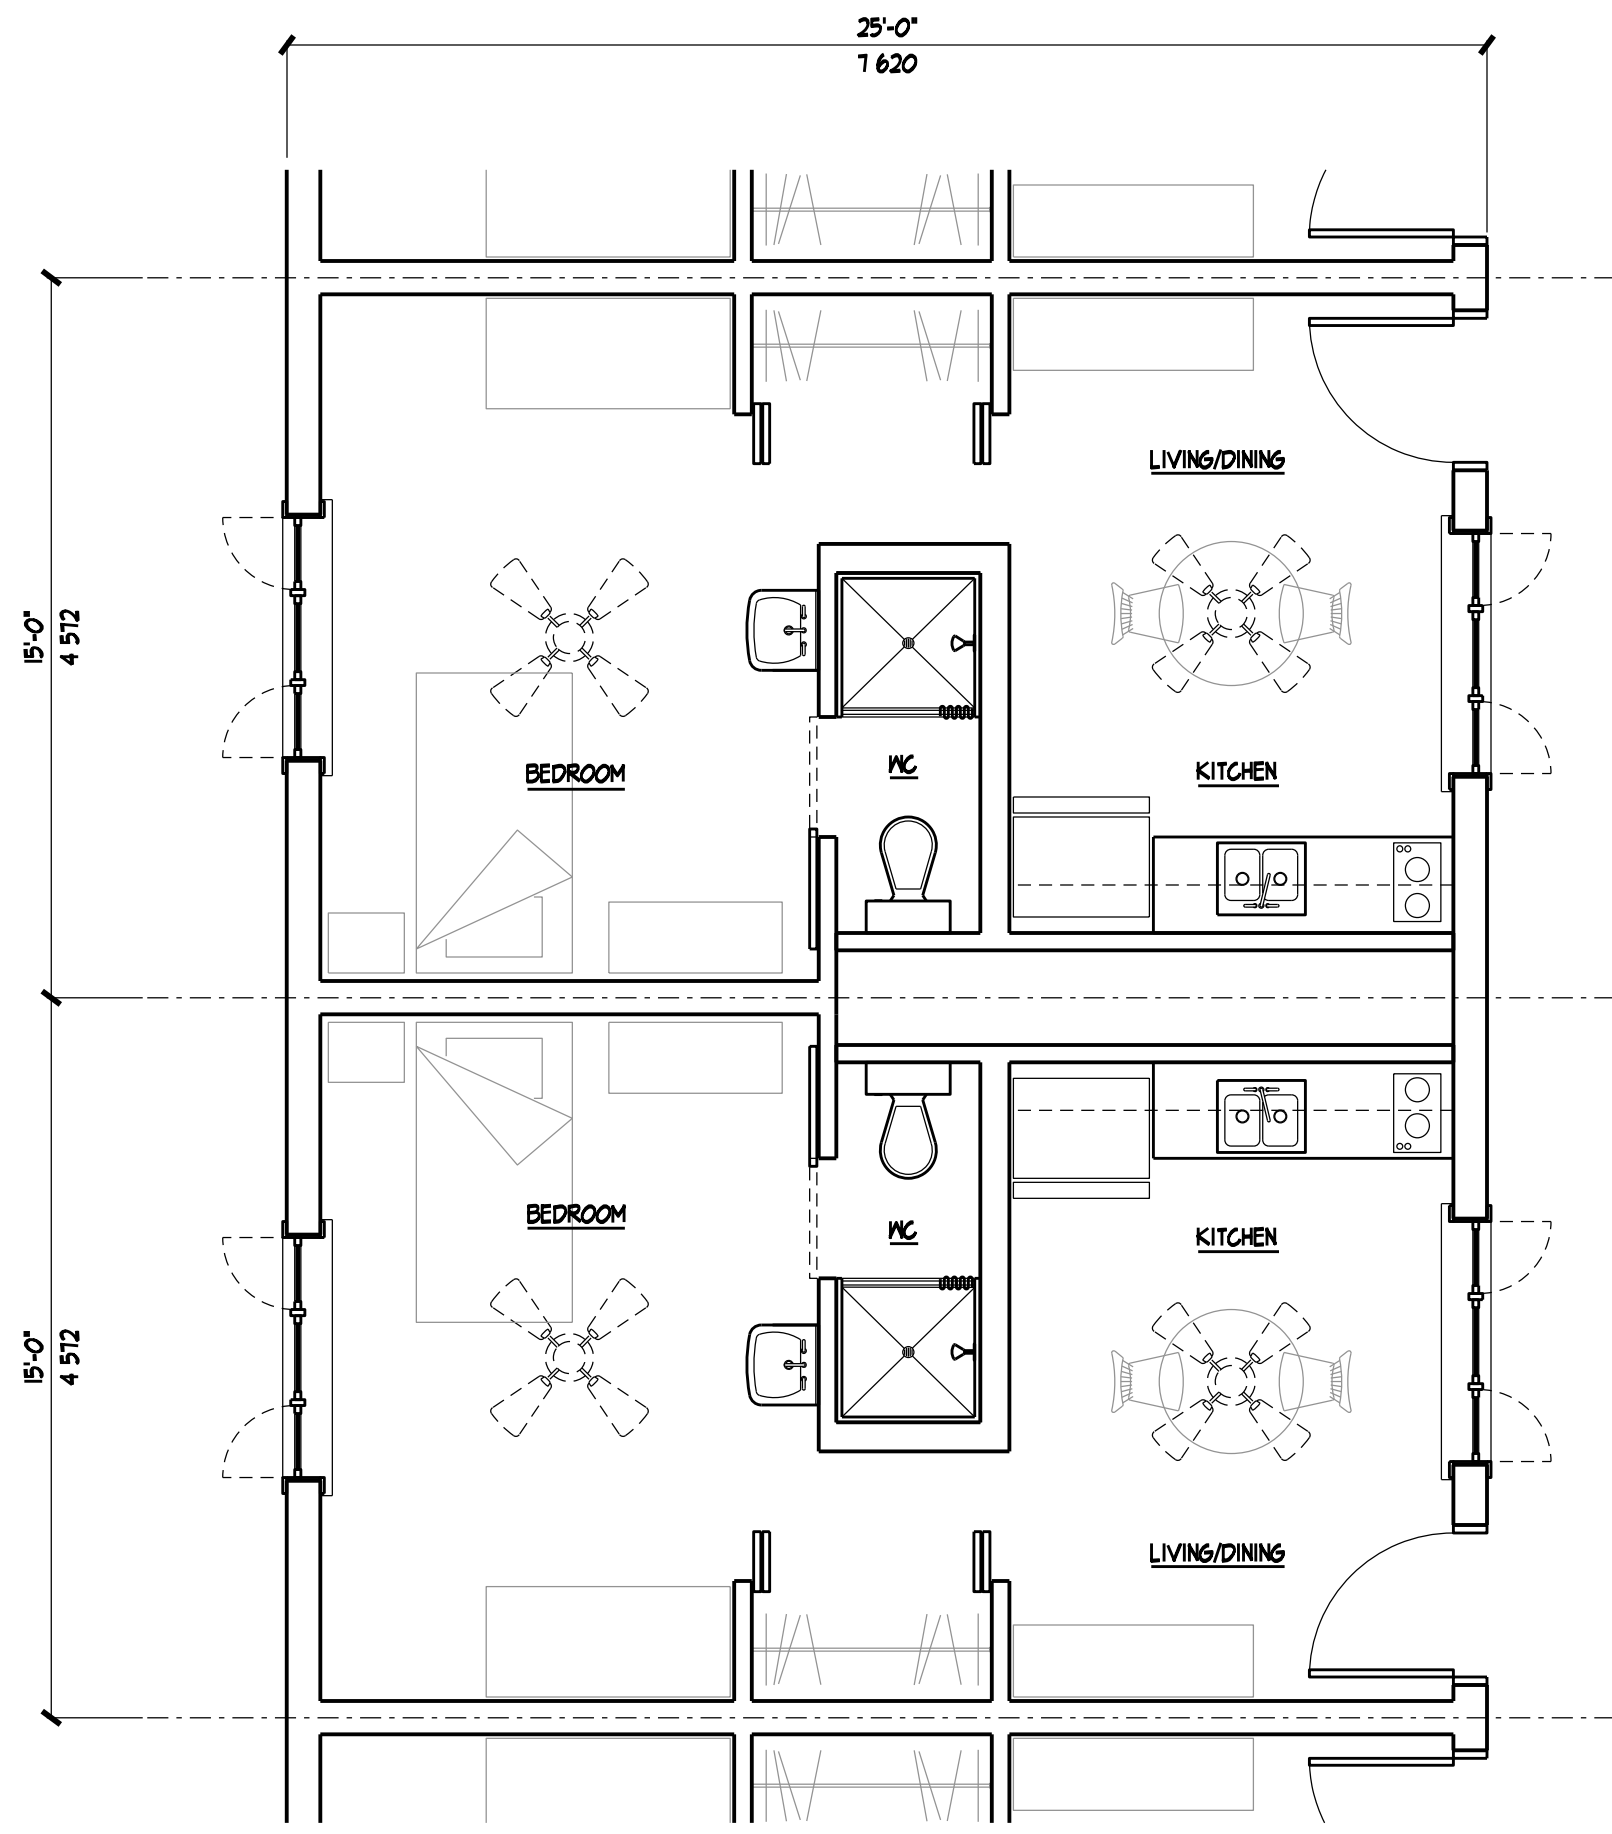 25'-0"
7 620
LIVING/DINING
15'-0"
4 572
BEDROOM
WC
KITCHEN
BEDROOM
WC
KITCHEN
15'-0"
4 572
LIVING/DINING